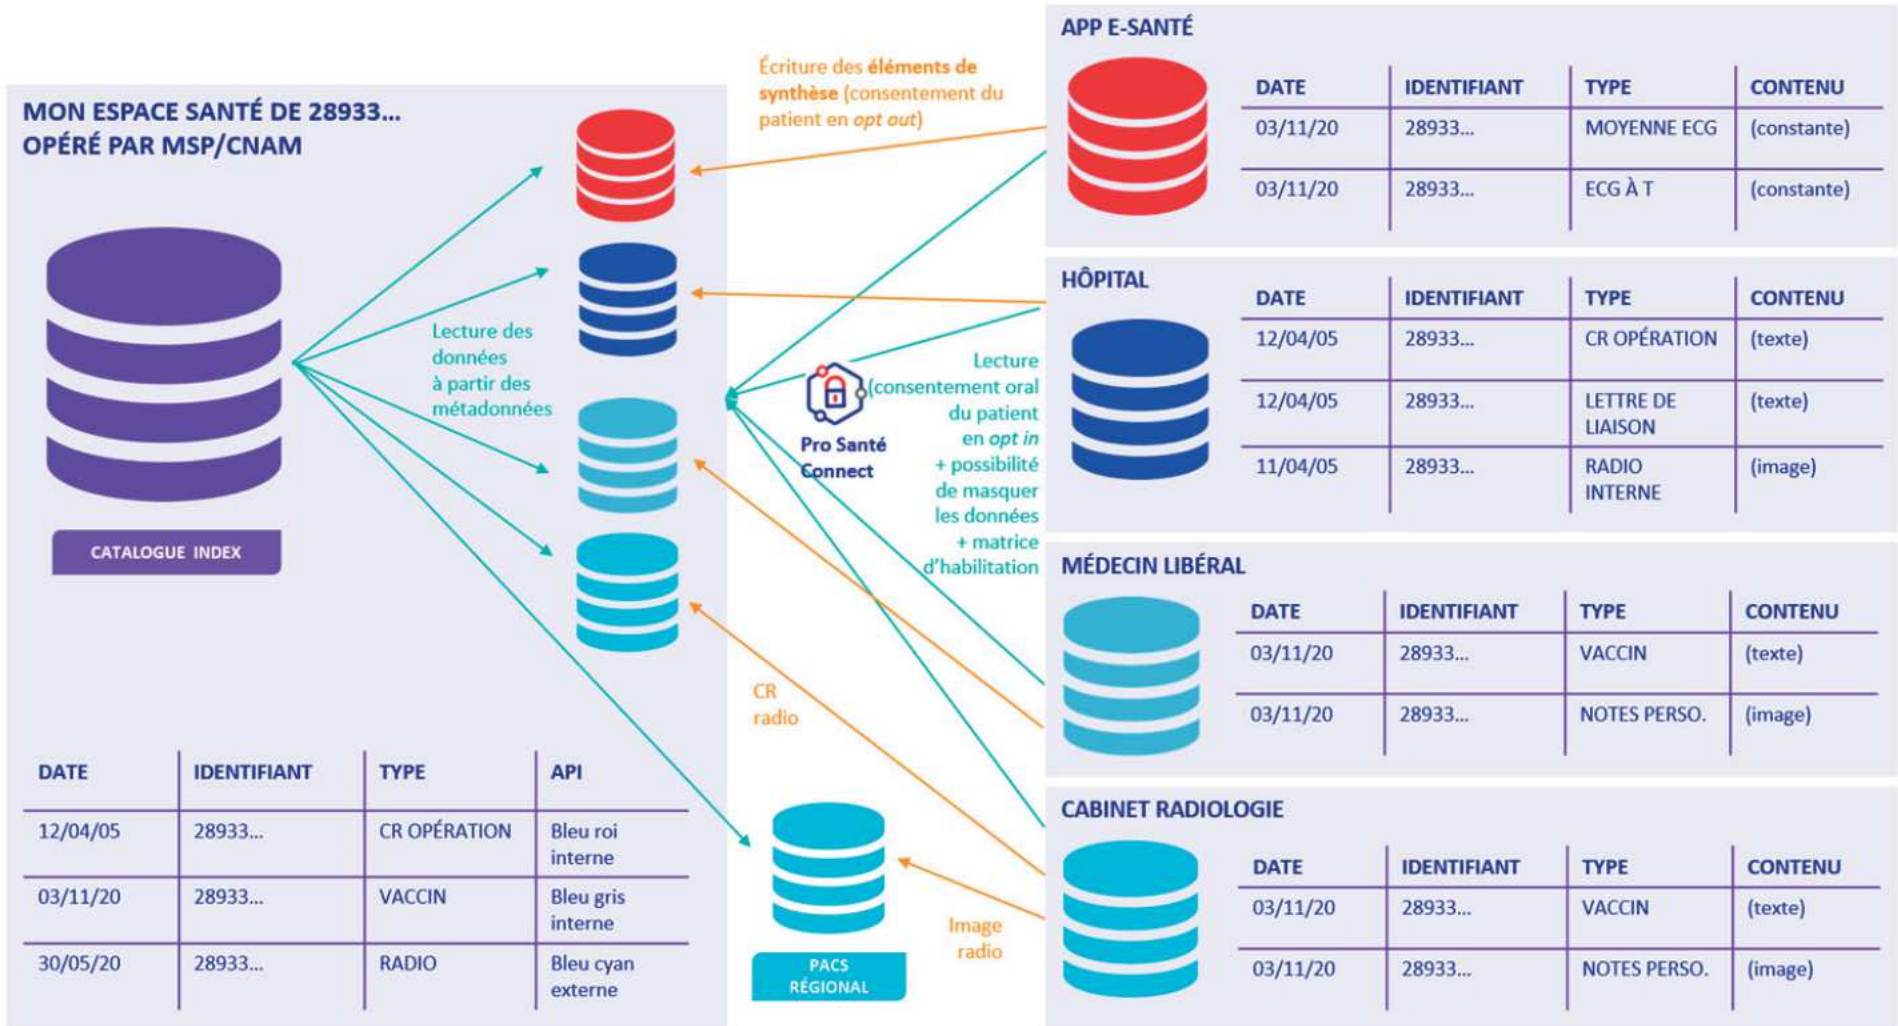 MON ESPACE SANTÉ DE 28933...
OPÉRÉ PAR MSP/CNAM
CATALOGUE INDEX
Lecture des
données
à partir des
métadonnées
DATE IDENTIFIANT TYPE API
12/04/05 28933... CR OPÉRATION Bleu roi
interne
03/11/20 28933... VACCIN Bleu gris
interne
30/05/20 28933... RADIO Bleu cyan
externe
Écriture des éléments de
synthèse (consentement du
patient en opt out)
Pro Santé
Connect
Lecture
(consentement oral
du patient
en opt in
+ possibilité
de masquer
les données
+ matrice
d'habilitation
CR
radio
Image
radio
PACS
RÉGIONAL
APP E-SANTÉ
DATE IDENTIFIANT TYPE CONTENU
03/11/20 28933... MOYENNE ECG (constante)
03/11/20 28933... ECG À T (constante)
HÔPITAL
DATE IDENTIFIANT TYPE CONTENU
12/04/05 28933... CR OPÉRATION (texte)
12/04/05 28933... LETTRE DE (texte)
LIAISON
11/04/05 28933... RADIO (image)
INTERNE
MÉDECIN LIBÉRAL
DATE IDENTIFIANT TYPE CONTENU
03/11/20 28933... VACCIN (texte)
03/11/20 28933... NOTES PERSO. (image)
CABINET RADIOLOGIE
DATE IDENTIFIANT TYPE CONTENU
03/11/20 28933... VACCIN (texte)
03/11/20 28933... NOTES PERSO. (image)